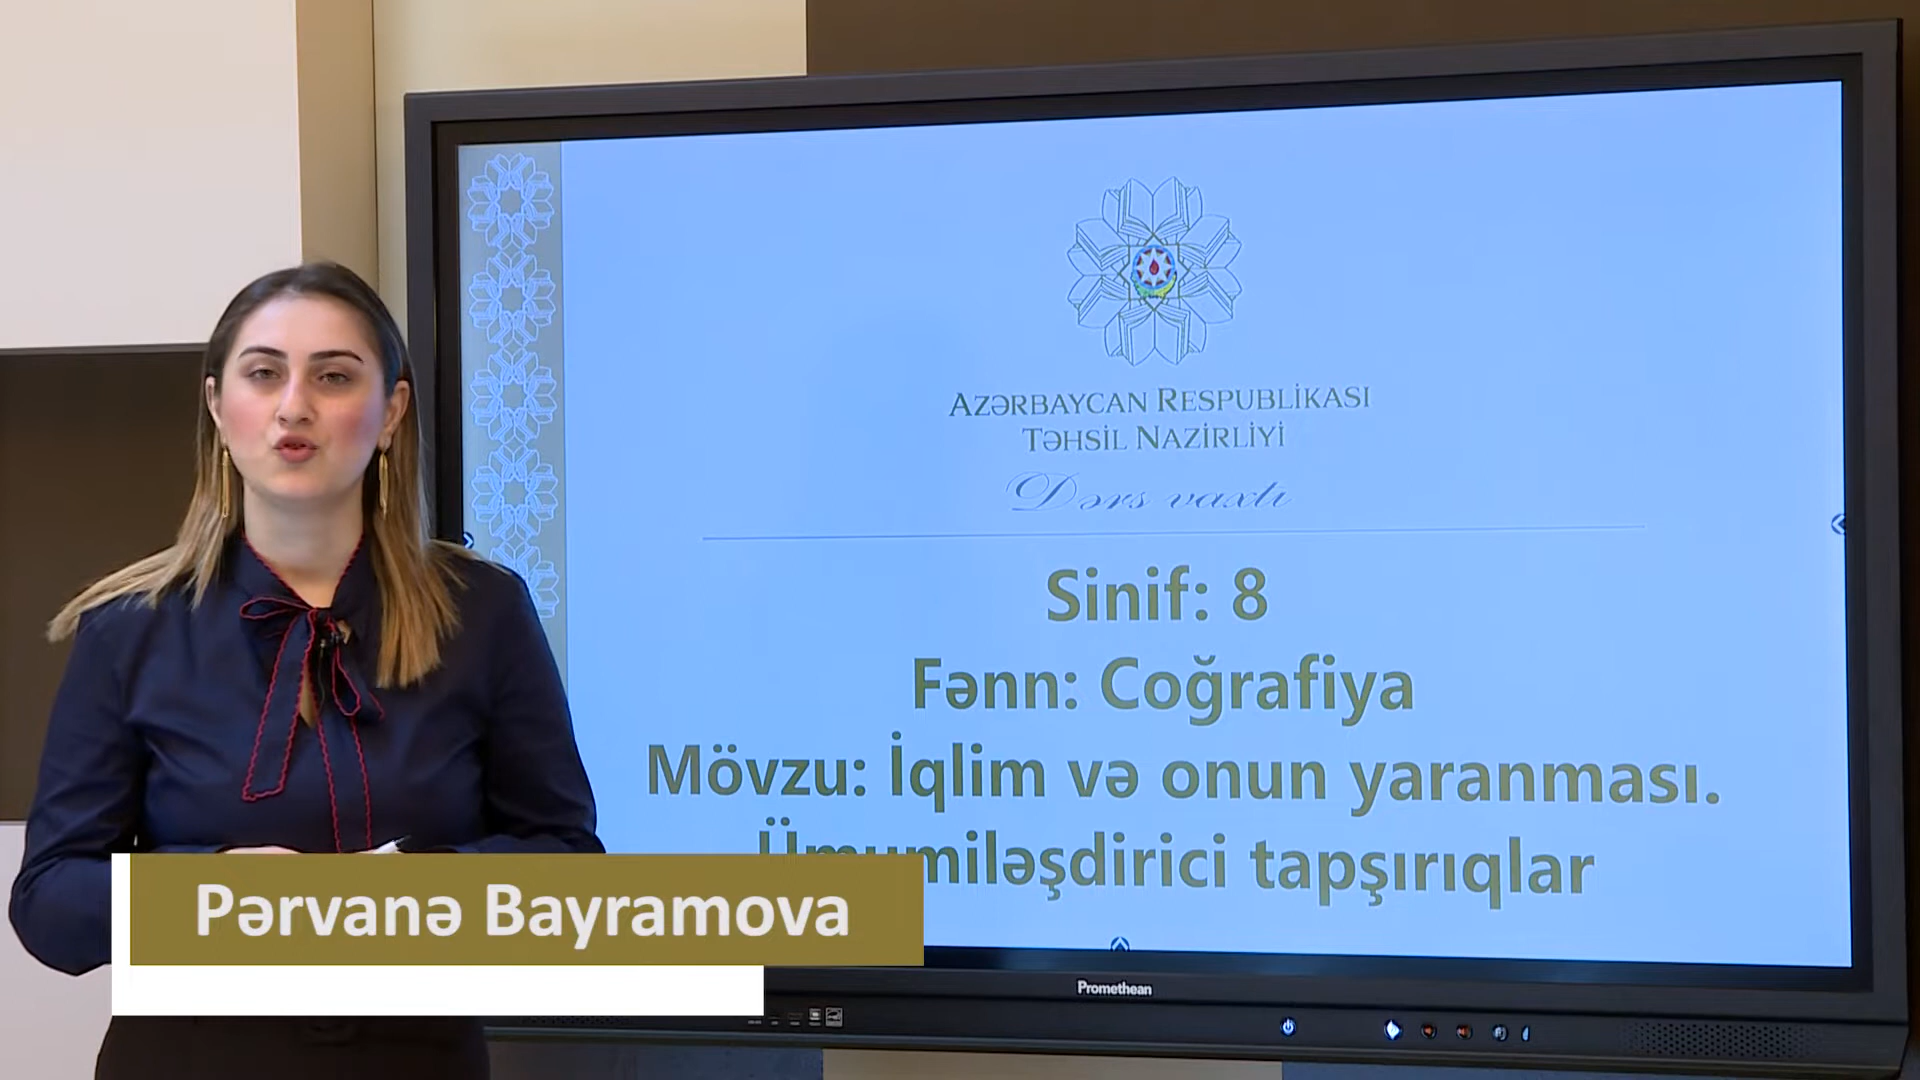 AZƏRBAYCAN RESPUBLİKASI
TƏHSİL NAZİRLİYİ
Dərs vaxtı
Sinif: 8
Fənn: Coğrafiya
Mövzu: İqlim və onun yaranması.
Ümumiləşdirici tapşırıqlar
Pərvanə Bayramova
Promethean